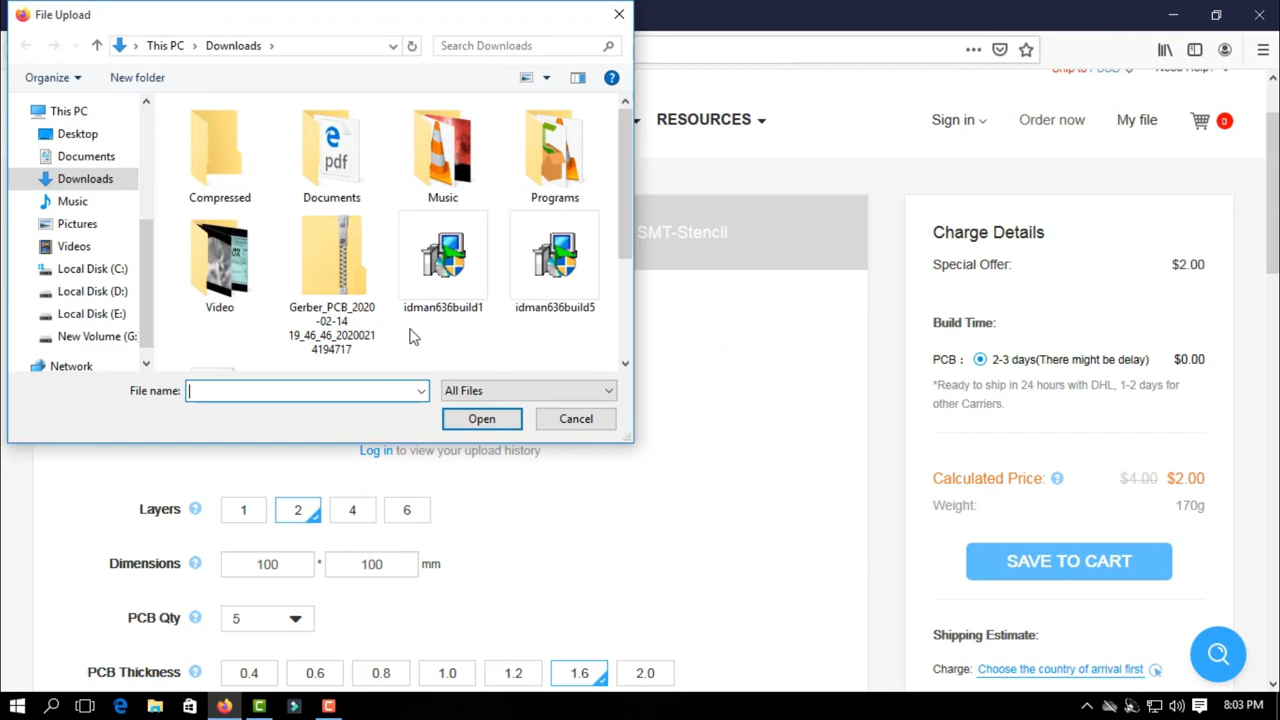 File Upload
This PC
Downloads
Search Downloads
Organize
New folder
This PC
Desktop
Documents
Downloads
Music
Pictures
Videos
Local Disk (C:)
Local Disk (D:)
Local Disk (E:)
New Volume (G:
Network
Compressed
Documents
Music
Programs
pdf
Video
Gerber_PCB_2020
-02-14
19_46_46_2020021
4194717
idman636build1
idman636build5
File name:
All Files
Open
Cancel
RESOURCES
Sign in
Order now
My file
0
SMT-Stencil
Log in to view your upload history
Layers
1
2
4
6
Dimensions
100 * 100 mm
PCB Qty
5
PCB Thickness
0.4
0.6
0.8
1.0
1.2
1.6
2.0
Charge Details
Special Offer: $2.00
Build Time:
PCB : 2-3 days(There might be delay) $0.00
*Ready to ship in 24 hours with DHL, 1-2 days for
other Carriers.
Calculated Price: $4.00 $2.00
Weight: 170g
SAVE TO CART
Shipping Estimate:
Charge: Choose the country of arrival first
8:03 PM